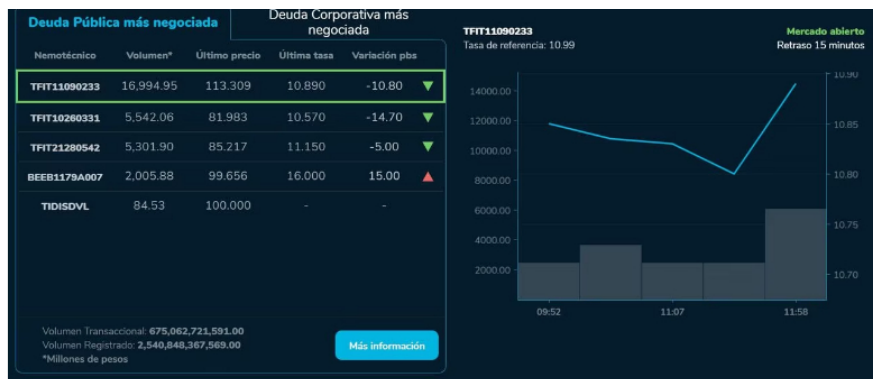 Deuda Pública más negociada
Deuda Corporativa más
negociada
Nemotécnico Volumen* Último precio Última tasa Variación pbs
TFIT11090233 16,994.95 113.309 10.890 -10.80 ▼
TFIT10260331 5,542.06 81.983 10.570 -14.70 ▼
TFIT21280542 5,301.90 85.217 11.150 -5.00 ▼
BEEB1179A007 2,005.88 99.656 16.000 15.00 ▲
TIDISDVL 84.53 100.000 - -
Volumen Transaccional: 675,062,721,591.00
Volumen Registrado: 2,540,848,367,569.00
*Millones de pesos
Más información
TFIT11090233
Mercado abierto
Tasa de referencia: 10.99
Retraso 15 minutos
14000.00
12000.00
10000.00
8000.00
6000.00
4000.00
2000.00
10.90
10.85
10.80
10.75
10.70
09:52 11:07 11:58